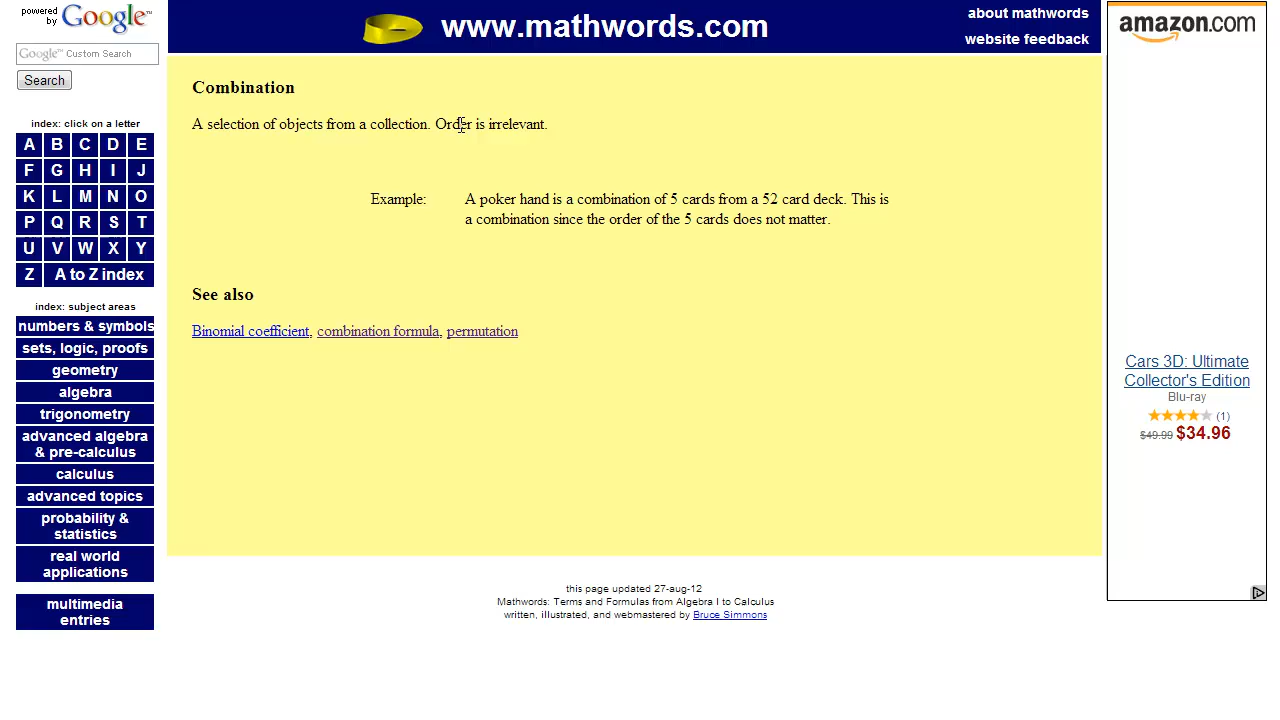 powered by Google™
Google™ Custom Search
Search
index: click on a letter
A B C D E
F G H I J
K L M N O
P Q R S T
U V W X Y
Z A to Z index
index: subject areas
numbers & symbols
sets, logic, proofs
geometry
algebra
trigonometry
advanced algebra
& pre-calculus
calculus
advanced topics
probability &
statistics
real world
applications
multimedia
entries
www.mathwords.com
about mathwords
website feedback
Combination
A selection of objects from a collection. Order is irrelevant.
Example: A poker hand is a combination of 5 cards from a 52 card deck. This is
a combination since the order of the 5 cards does not matter.
See also
Binomial coefficient, combination formula, permutation
this page updated 27-aug-12
Mathwords: Terms and Formulas from Algebra I to Calculus
written, illustrated, and webmastered by Bruce Simmons
amazon.com
Cars 3D: Ultimate
Collector's Edition
Blu-ray
(1)
$49.99 $34.96